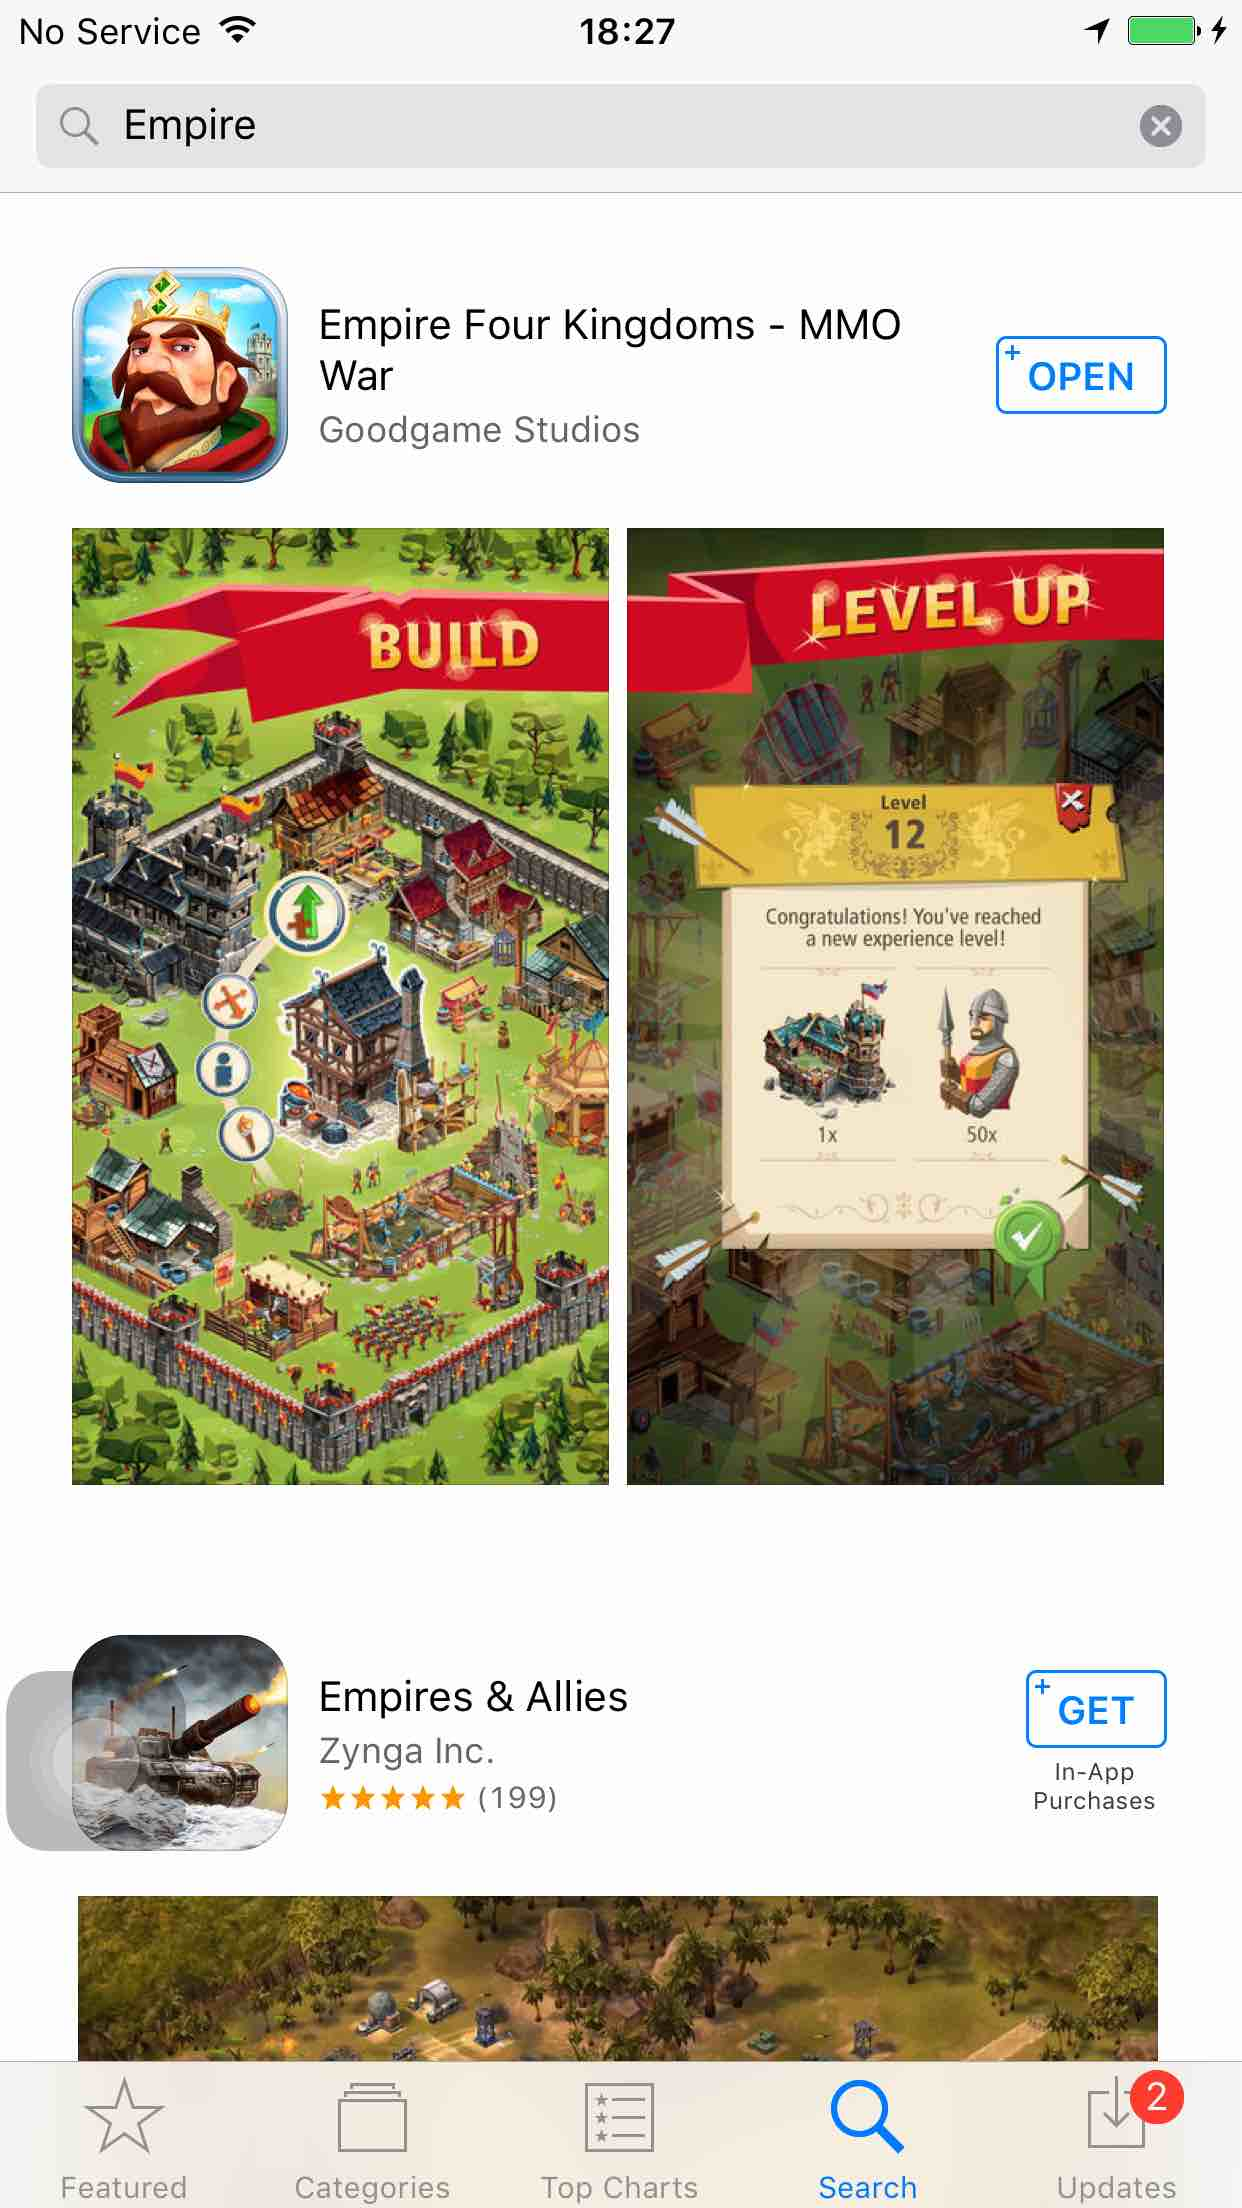 No Service
18:27
Empire
Empire Four Kingdoms - MMO
War
Goodgame Studios
+
OPEN
BUILD
LEVEL UP
Level
12
Congratulations! You've reached
a new experience level!
1x
50x
Empires & Allies
Zynga Inc.
(199)
+
GET
In-App
Purchases
2
Featured
Categories
Top Charts
Search
Updates